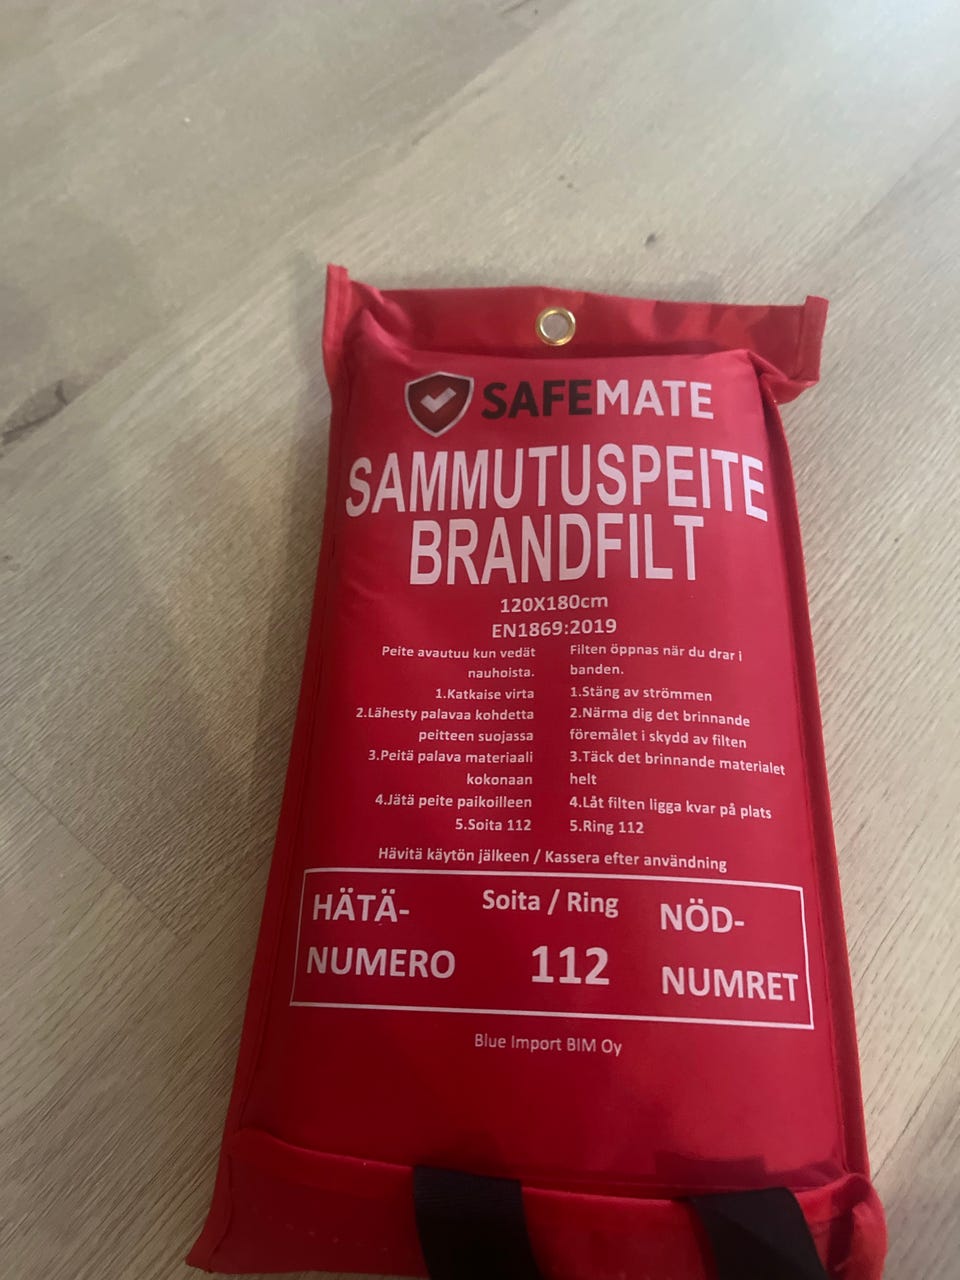 SAFEMATE
SAMMUTUSPEITE
BRANDFILT
120X180cm
EN1869:2019
Peite avautuu kun vedät
nauhoista.
1.Katkaise virta
2.Lähesty palavaa kohdetta
peitteen suojassa
3.Peitä palava materiaali
kokonaan
4.Jätä peite paikoilleen
5.Soita 112
Filten öppnas när du drar i
banden.
1.Stäng av strömmen
2.Närma dig det brinnande
föremålet i skydd av filten
3.Täck det brinnande materialet
helt
4.Låt filten ligga kvar på plats
5.Ring 112
Hävitä käytön jälkeen / Kassera efter användning
HÄTÄ-
NUMERO
Soita / Ring
112
NÖD-
NUMRET
Blue Import BIM Oy